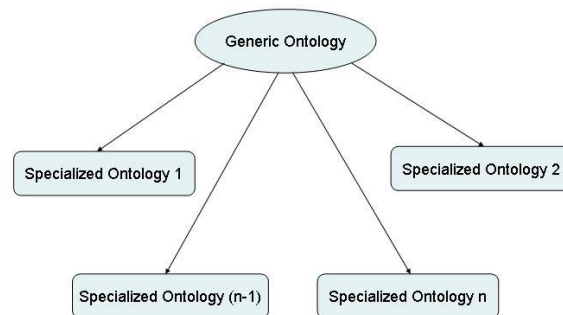 Generic Ontology
Specialized Ontology 1
Specialized Ontology 2
Specialized Ontology (n-1)
Specialized Ontology n